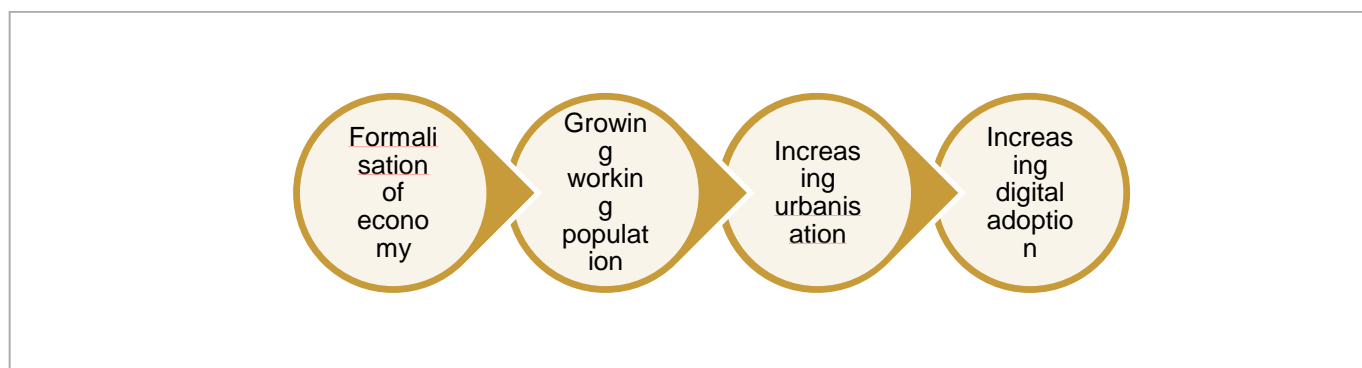 Formali
sation
of
econo
my
Growin
g
workin
g
populat
ion
Increas
ing
urbanis
ation
Increas
ing
digital
adoptio
n